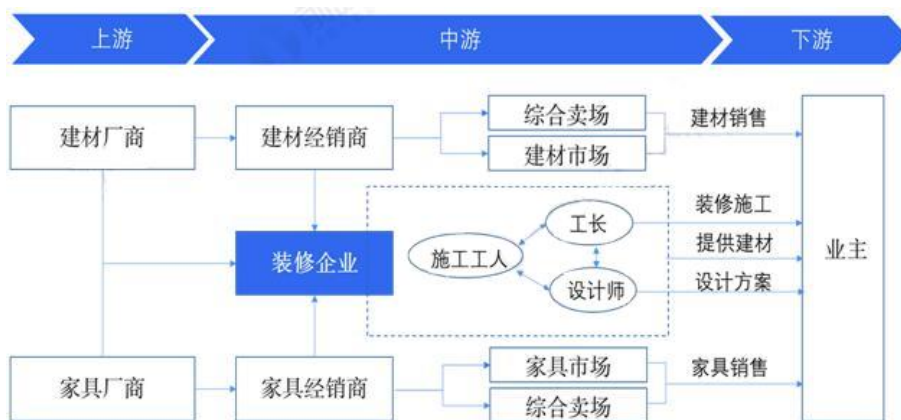 上游
中游
下游
建材厂商
建材经销商
综合卖场
建材市场
建材销售
装修企业
施工工人
工长
设计师
装修施工
提供建材
设计方案
业主
家具厂商
家具经销商
家具市场
综合卖场
家具销售